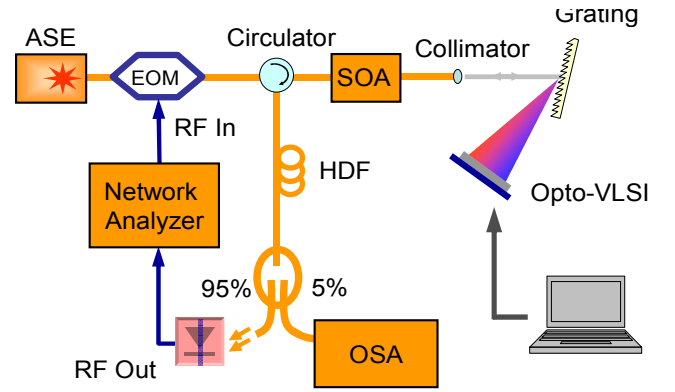 Grating
ASE
Circulator
Collimator
EOM
SOA
RF In
HDF
Network
Analyzer
Opto-VLSI
95%
5%
OSA
RF Out